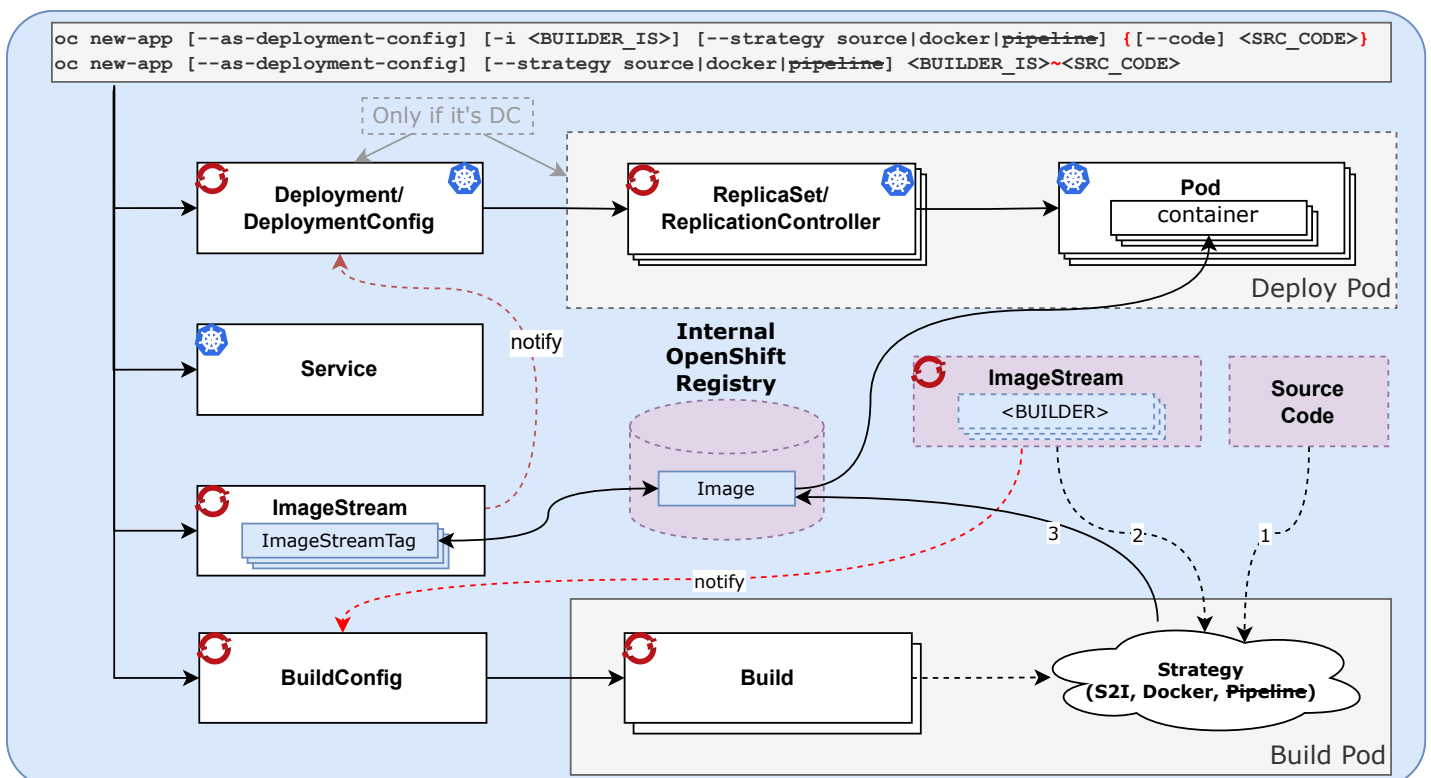 oc new-app [--as-deployment-config] [-i <BUILDER_IS>] [--strategy source|docker|pipeline] {[--code] <SRC_CODE>}
oc new-app [--as-deployment-config] [--strategy source|docker|pipeline] <BUILDER_IS>~<SRC_CODE>
Only if it's DC
Deployment/
DeploymentConfig
ReplicaSet/
ReplicationController
Pod
container
Deploy Pod
notify
Service
Internal
OpenShift
Registry
ImageStream
<BUILDER>
Source
Code
ImageStream
ImageStreamTag
Image
3
2
1
notify
BuildConfig
Build
Strategy
(S2I, Docker, Pipeline)
Build Pod